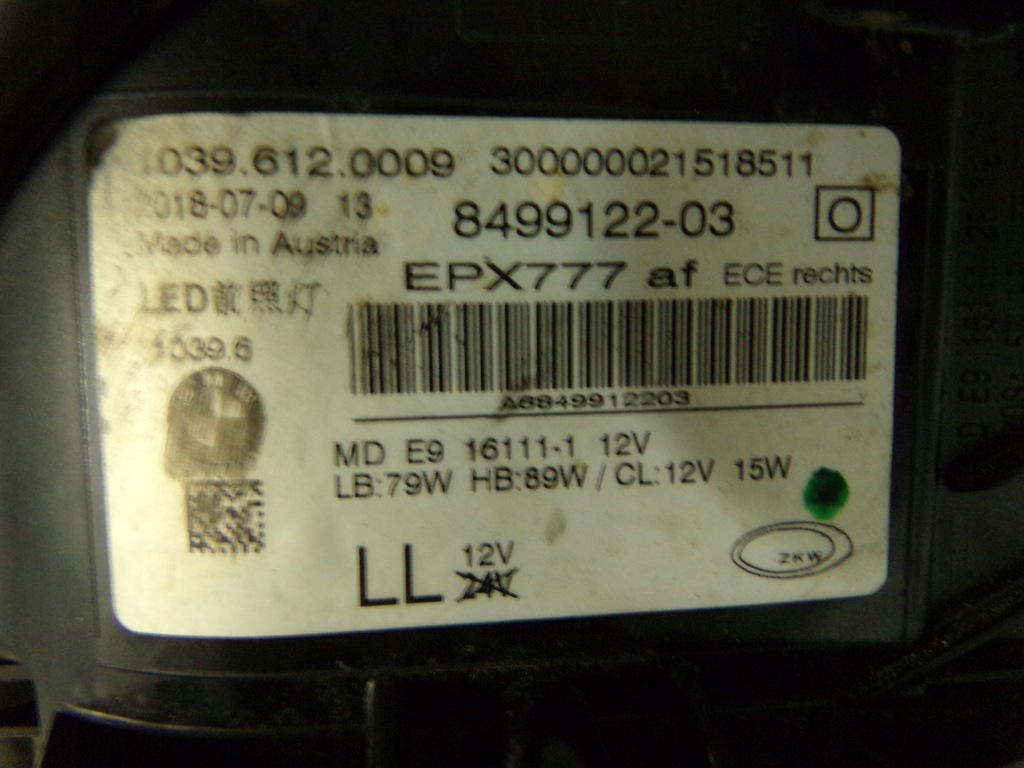 1039.612.0009 300000021518511
2018-07-09 13 8499122-03 O
Made in Austria
EPX777 af ECE rechts
LED前照灯
1039.6
A6849912203
MD E9 16111-1 12V
LB:79W HB:89W / CL:12V 15W
LL 12V
24V
ZKW